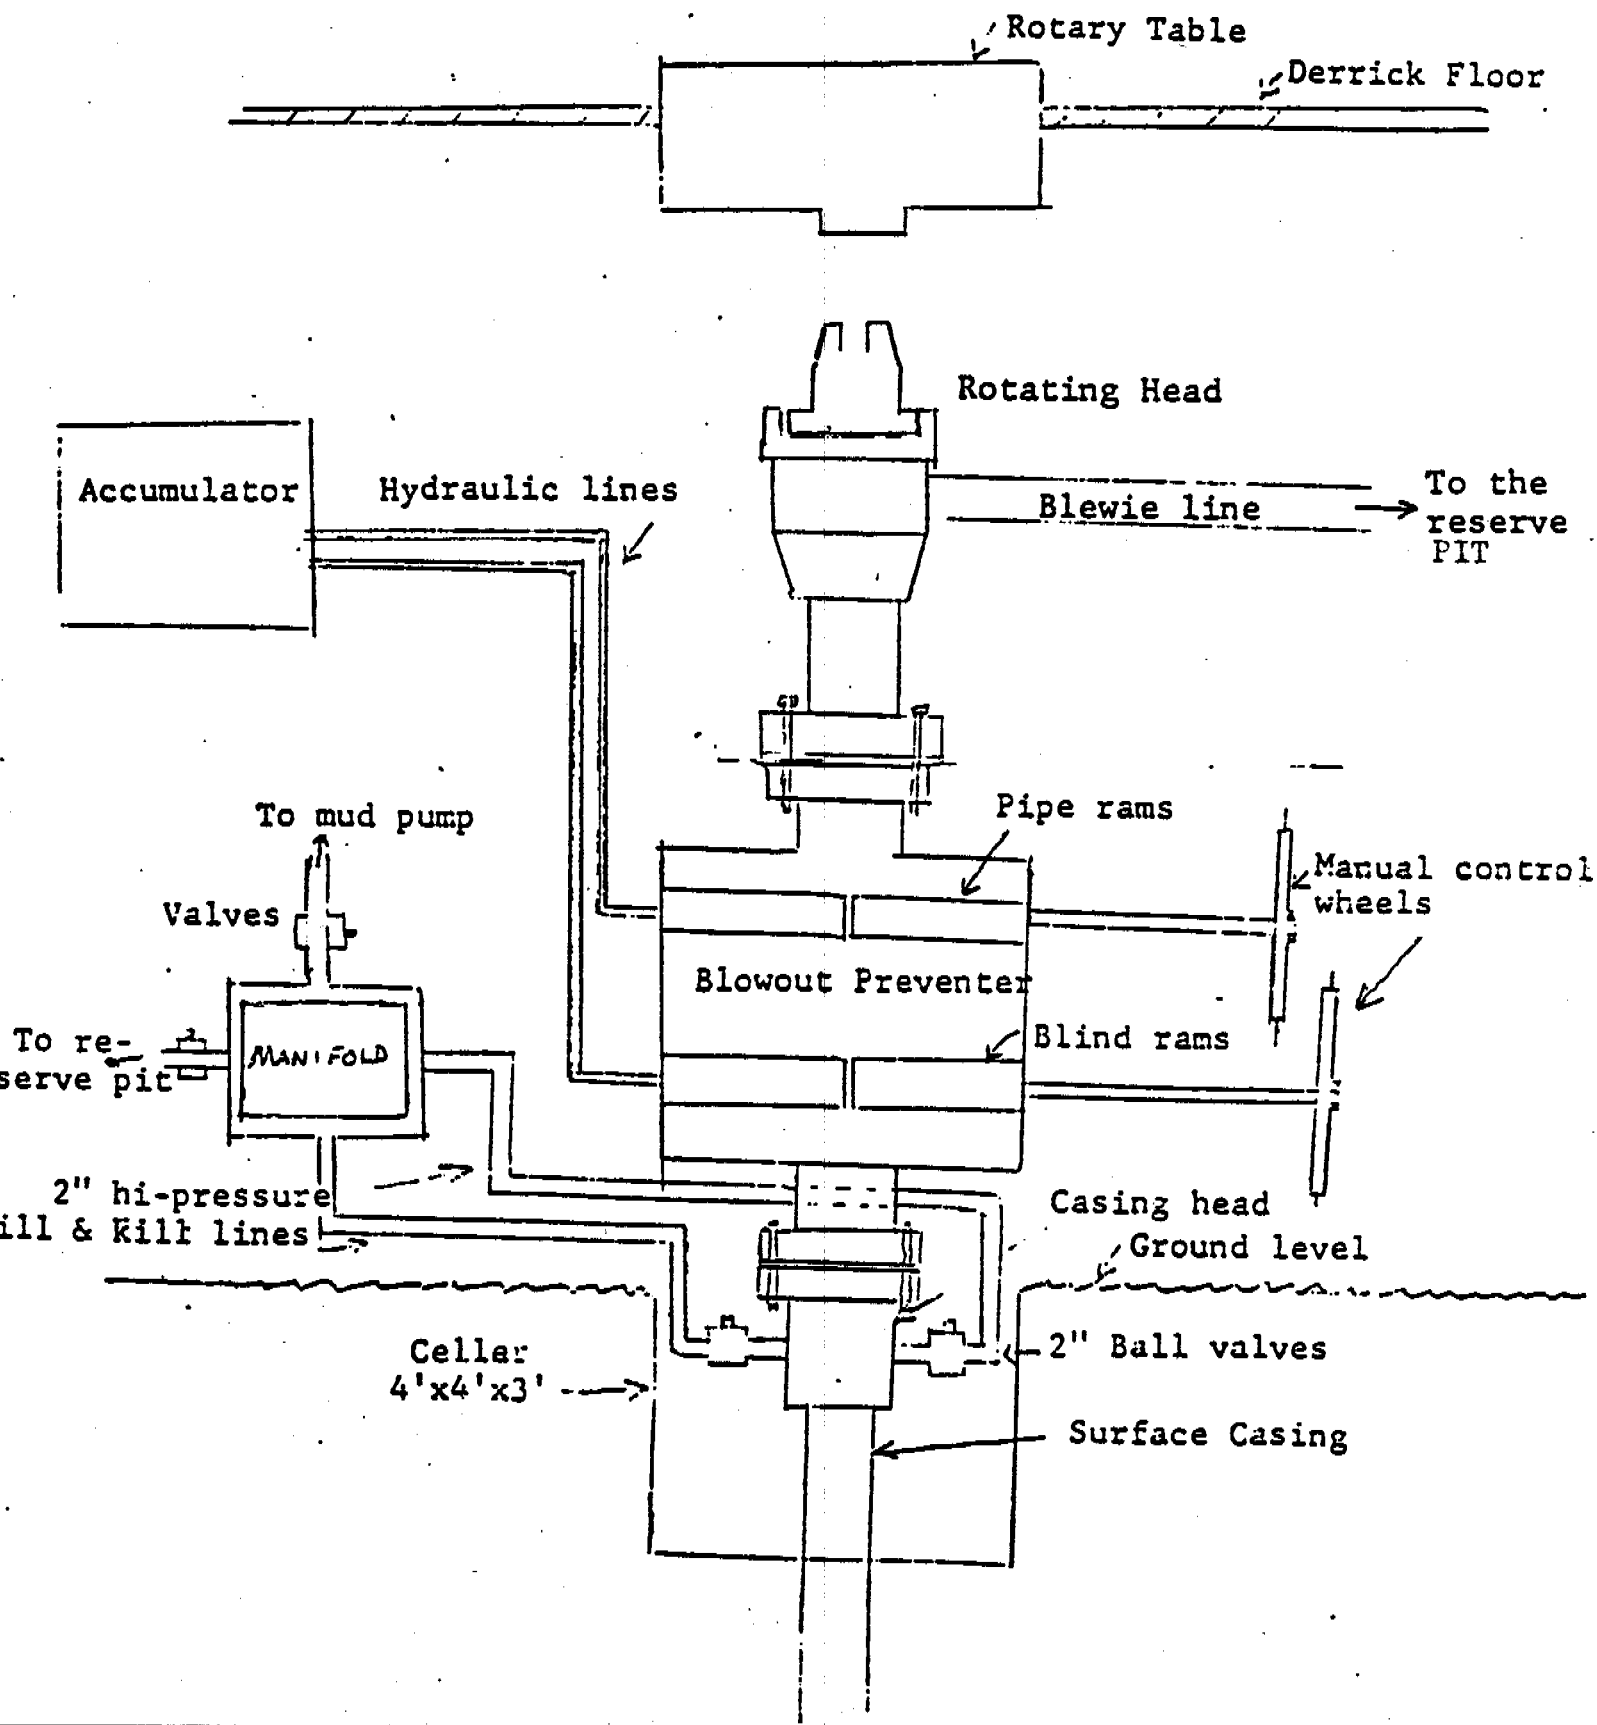 Rotary Table
Derrick Floor
Rotating Head
Accumulator
Hydraulic lines
Blewie line
To the
reserve
PIT
To mud pump
Pipe rams
Manual control
wheels
Valves
Blowout Preventer
To re-
serve pit
MANIFOLD
Blind rams
2" hi-pressure
ill & Kill lines
Casing head
Ground level
Cellar
4'x4'x3'
2" Ball valves
Surface Casing